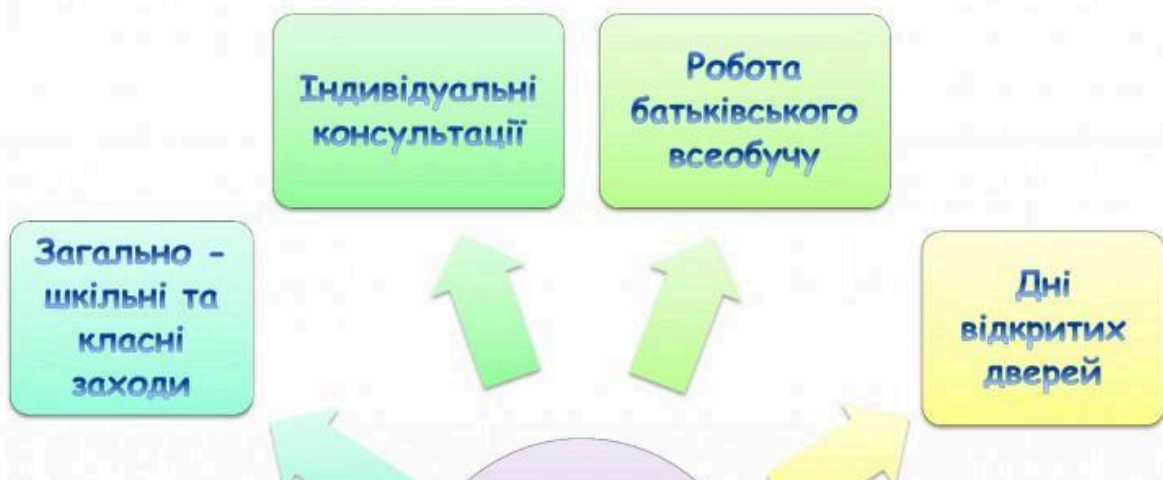 Індивідуальні
консультації
Робота
батьківського
всеобучу
Загально -
шкільні та
класні
заходи
Дні
відкритих
дверей